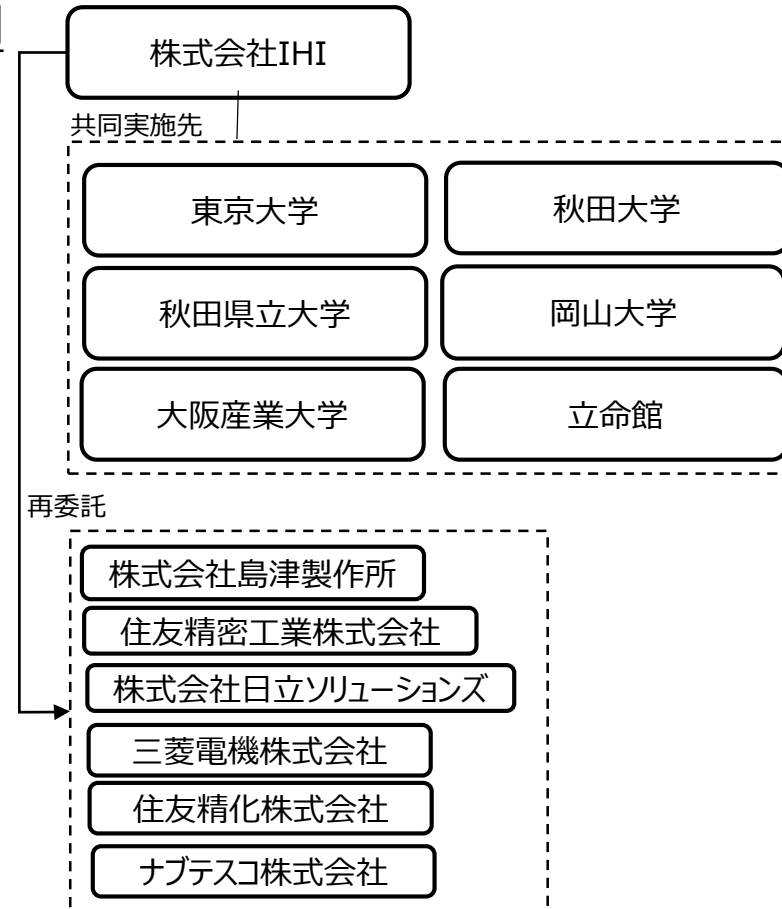 株式会社IHI
共同実施先
東京大学
秋田大学
秋田県立大学
岡山大学
大阪産業大学
立命館
再委託
株式会社島津製作所
住友精密工業株式会社
株式会社日立ソリューションズ
三菱電機株式会社
住友精化株式会社
ナブテスコ株式会社